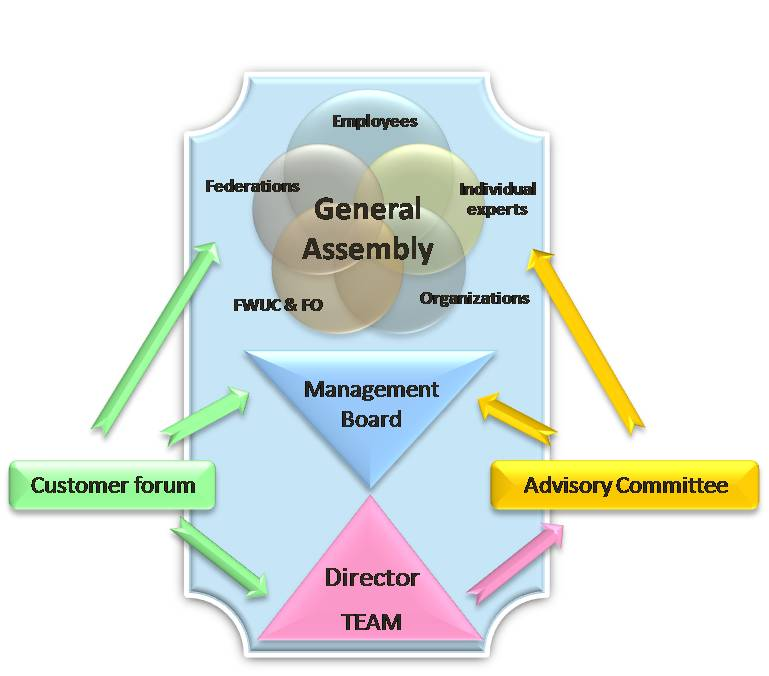 Employees
Federations
Individual
experts
General
Assembly
FWUC & FO
Organizations
Management
Board
Customer forum
Advisory Committee
Director
TEAM